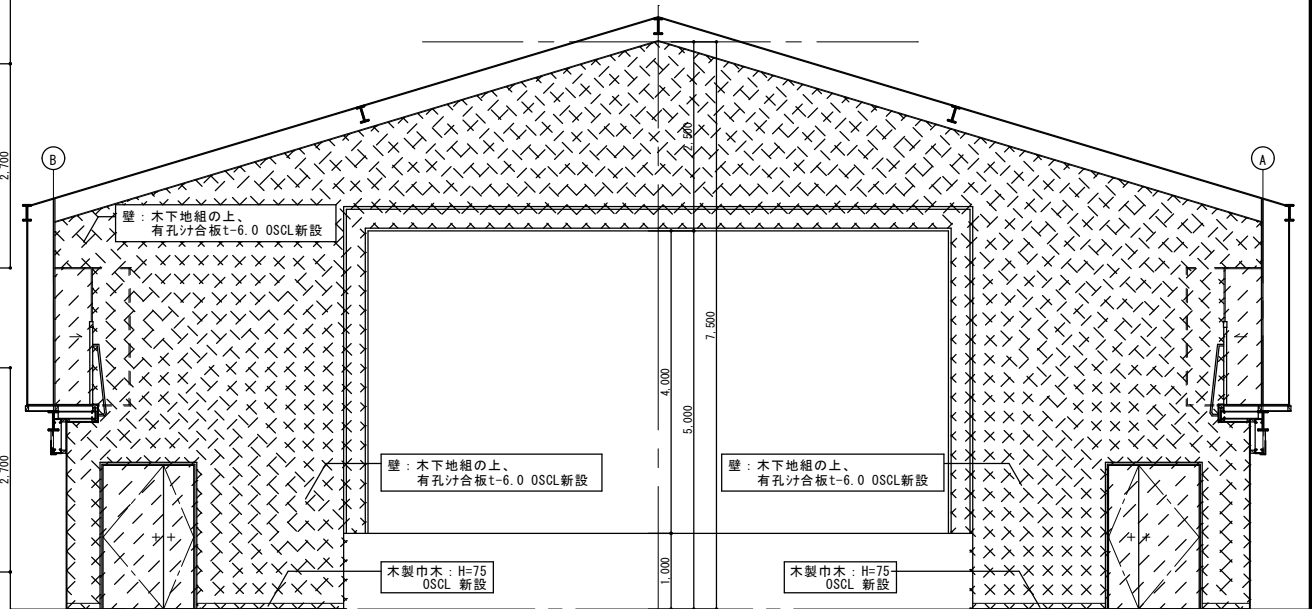 2,700
B
A
2,500
壁：木下地組の上、
有孔ｼﾅ合板t-6.0 OSCL新設
7,500
4,000
5,000
2,700
壁：木下地組の上、
有孔ｼﾅ合板t-6.0 OSCL新設
壁：木下地組の上、
有孔ｼﾅ合板t-6.0 OSCL新設
1,000
木製巾木：H=75
OSCL 新設
木製巾木：H=75
OSCL 新設